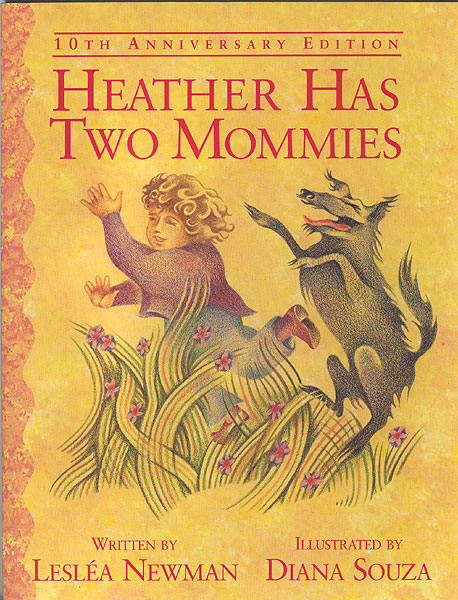 10TH ANNIVERSARY EDITION
HEATHER HAS
TWO MOMMIES
WRITTEN BY
LESLÉA NEWMAN
ILLUSTRATED BY
DIANA SOUZA